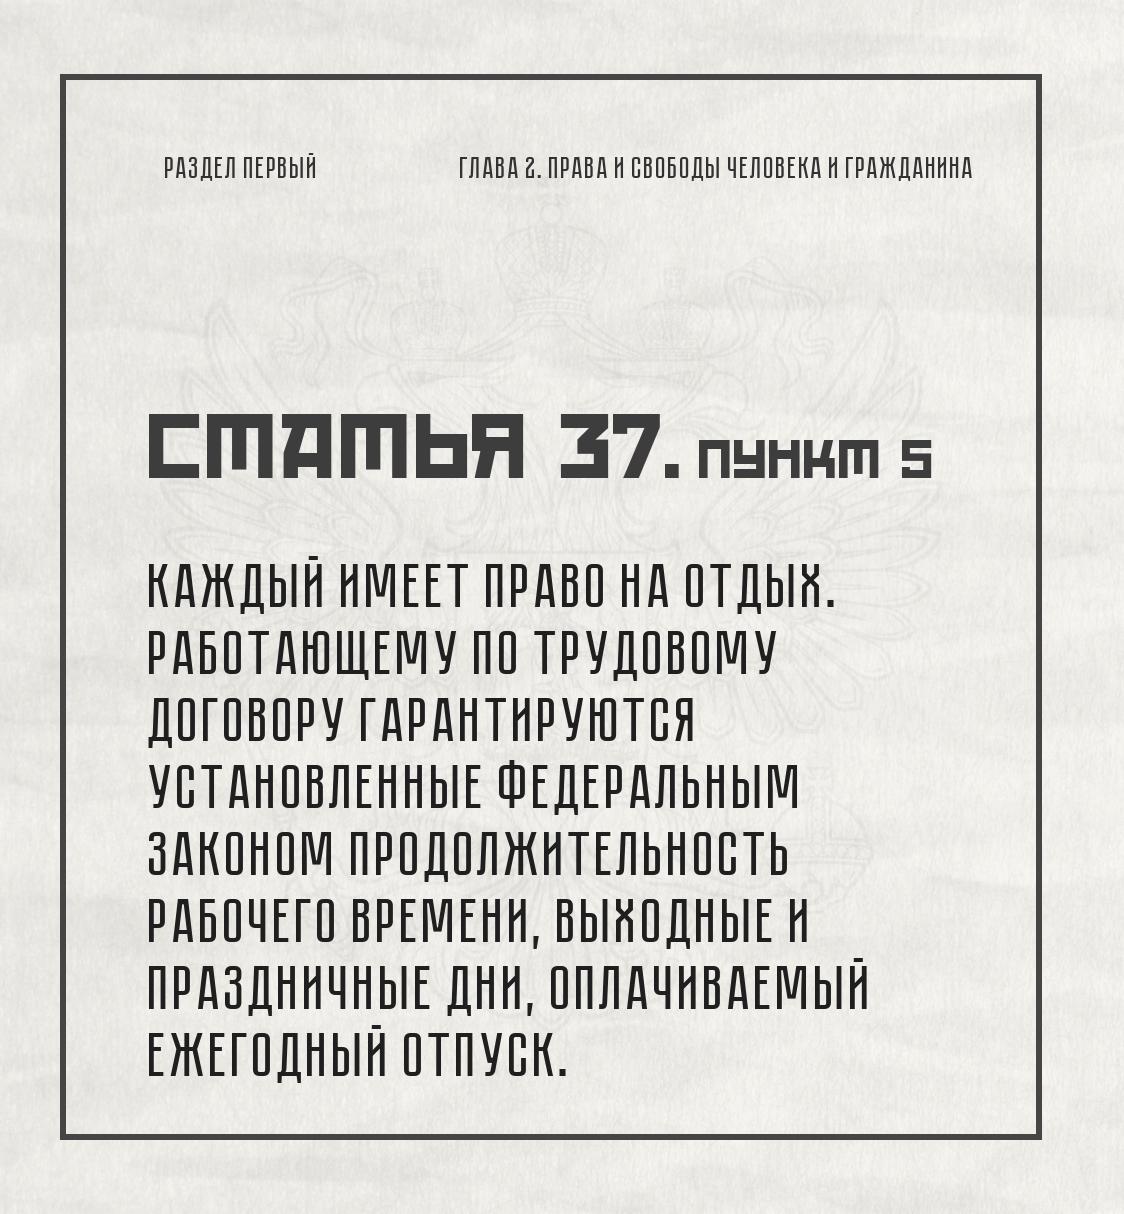 РАЗДЕЛ ПЕРВЫЙ ГЛАВА 2. ПРАВА И СВОБОДЫ ЧЕЛОВЕКА И ГРАЖДАНИНА
СТАТЬЯ 37. ПУНКТ 5
КАЖДЫЙ ИМЕЕТ ПРАВО НА ОТДЫХ.
РАБОТАЮЩЕМУ ПО ТРУДОВОМУ
ДОГОВОРУ ГАРАНТИРУЮТСЯ
УСТАНОВЛЕННЫЕ ФЕДЕРАЛЬНЫМ
ЗАКОНОМ ПРОДОЛЖИТЕЛЬНОСТЬ
РАБОЧЕГО ВРЕМЕНИ, ВЫХОДНЫЕ И
ПРАЗДНИЧНЫЕ ДНИ, ОПЛАЧИВАЕМЫЙ
ЕЖЕГОДНЫЙ ОТПУСК.